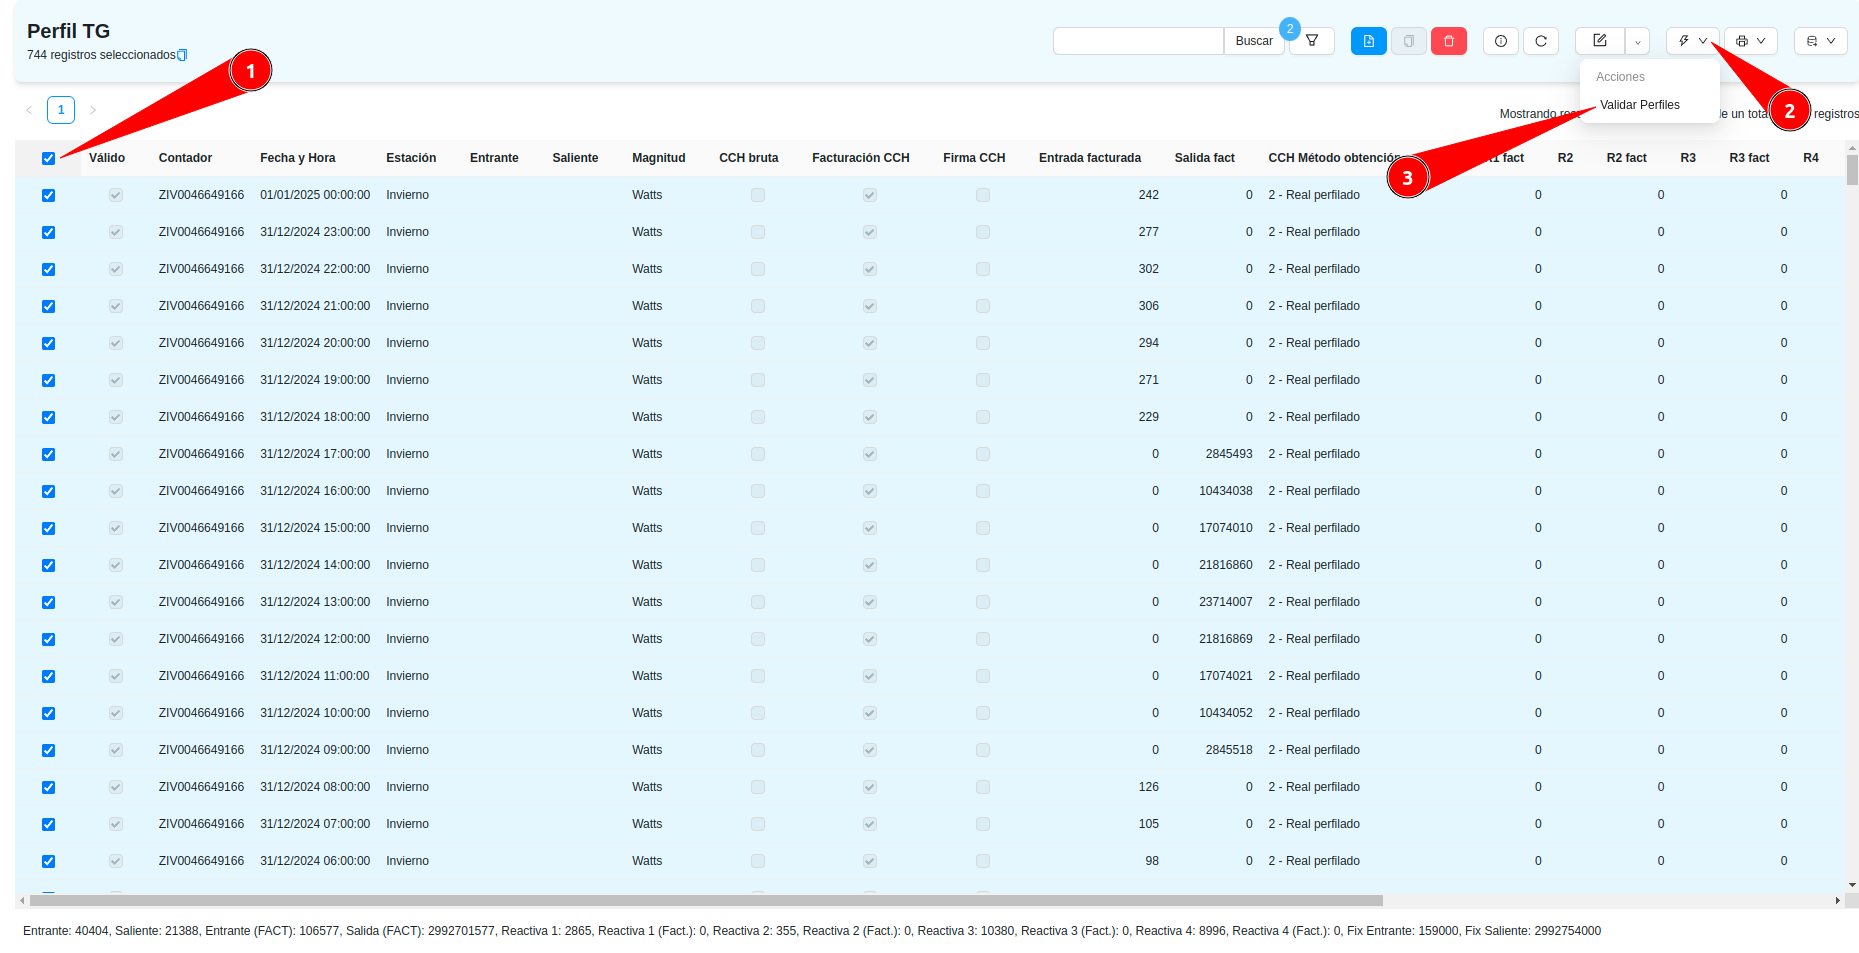 Perfil TG
744 registros seleccionados
Buscar
2
Acciones
Validar Perfiles
1
2
3
1
Mostrando
de un
registros
Válido Contador Fecha y Hora Estación Entrante Saliente Magnitud CCH bruta Facturación CCH Firma CCH Entrada facturada Salida fact CCH Método obtención fact R2 R2 fact R3 R3 fact R4
ZIV0046649166 01/01/2025 00:00:00 Invierno Watts 242 0 2 - Real perfilado 0 0 0
ZIV0046649166 31/12/2024 23:00:00 Invierno Watts 277 0 2 - Real perfilado 0 0 0
ZIV0046649166 31/12/2024 22:00:00 Invierno Watts 302 0 2 - Real perfilado 0 0 0
ZIV0046649166 31/12/2024 21:00:00 Invierno Watts 306 0 2 - Real perfilado 0 0 0
ZIV0046649166 31/12/2024 20:00:00 Invierno Watts 294 0 2 - Real perfilado 0 0 0
ZIV0046649166 31/12/2024 19:00:00 Invierno Watts 271 0 2 - Real perfilado 0 0 0
ZIV0046649166 31/12/2024 18:00:00 Invierno Watts 229 0 2 - Real perfilado 0 0 0
ZIV0046649166 31/12/2024 17:00:00 Invierno Watts 0 2845493 2 - Real perfilado 0 0 0
ZIV0046649166 31/12/2024 16:00:00 Invierno Watts 0 10434038 2 - Real perfilado 0 0 0
ZIV0046649166 31/12/2024 15:00:00 Invierno Watts 0 17074010 2 - Real perfilado 0 0 0
ZIV0046649166 31/12/2024 14:00:00 Invierno Watts 0 21816860 2 - Real perfilado 0 0 0
ZIV0046649166 31/12/2024 13:00:00 Invierno Watts 0 23714007 2 - Real perfilado 0 0 0
ZIV0046649166 31/12/2024 12:00:00 Invierno Watts 0 21816869 2 - Real perfilado 0 0 0
ZIV0046649166 31/12/2024 11:00:00 Invierno Watts 0 17074021 2 - Real perfilado 0 0 0
ZIV0046649166 31/12/2024 10:00:00 Invierno Watts 0 10434052 2 - Real perfilado 0 0 0
ZIV0046649166 31/12/2024 09:00:00 Invierno Watts 0 2845518 2 - Real perfilado 0 0 0
ZIV0046649166 31/12/2024 08:00:00 Invierno Watts 126 0 2 - Real perfilado 0 0 0
ZIV0046649166 31/12/2024 07:00:00 Invierno Watts 105 0 2 - Real perfilado 0 0 0
ZIV0046649166 31/12/2024 06:00:00 Invierno Watts 98 0 2 - Real perfilado 0 0 0
Entrante: 40404, Saliente: 21388, Entrante (FACT): 106577, Salida (FACT): 2992701577, Reactiva 1: 2865, Reactiva 1 (Fact.): 0, Reactiva 2: 355, Reactiva 2 (Fact.): 0, Reactiva 3: 10380, Reactiva 3 (Fact.): 0, Reactiva 4: 8996, Reactiva 4 (Fact.): 0, Fix Entrante: 159000, Fix Saliente: 2992754000